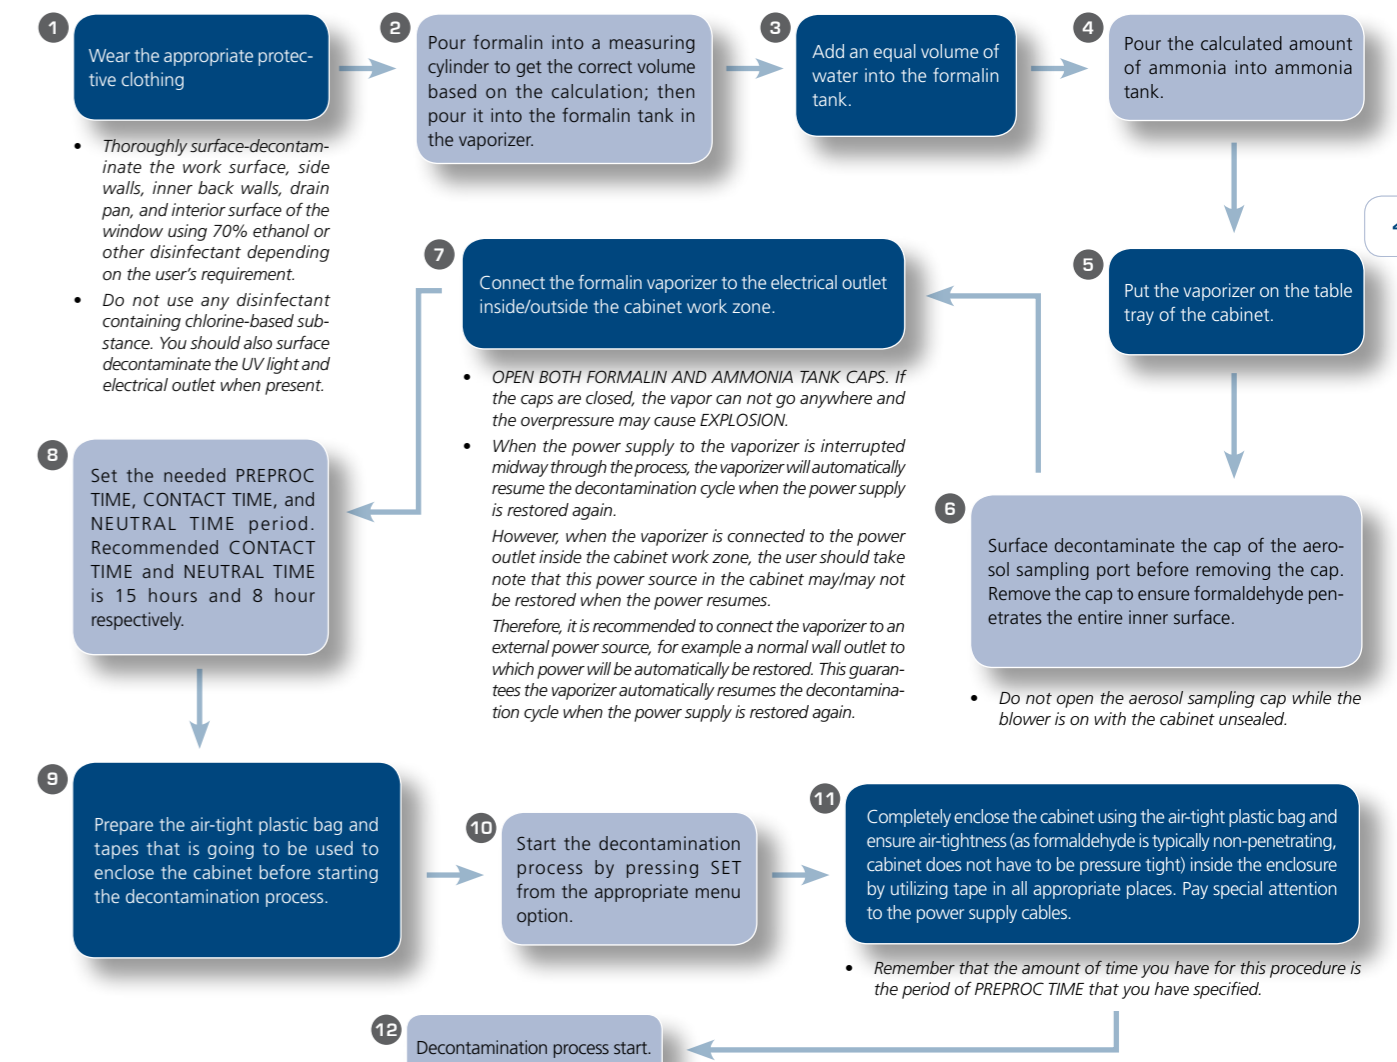 1
Wear the appropriate protec-
tive clothing
• Thoroughly surface-decontam-
inate the work surface, side
walls, inner back walls, drain
pan, and interior surface of the
window using 70% ethanol or
other disinfectant depending
on the user's requirement.
• Do not use any disinfectant
containing chlorine-based sub-
stance. You should also surface
decontaminate the UV light and
electrical outlet when present.
2
Pour formalin into a measuring
cylinder to get the correct volume
based on the calculation; then
pour it into the formalin tank in
the vaporizer.
3
Add an equal volume of
water into the formalin
tank.
4
Pour the calculated amount
of ammonia into ammonia
tank.
5
Put the vaporizer on the table
tray of the cabinet.
6
Surface decontaminate the cap of the aero-
sol sampling port before removing the cap.
Remove the cap to ensure formaldehyde pen-
etrates the entire inner surface.
• Do not open the aerosol sampling cap while the
blower is on with the cabinet unsealed.
7
Connect the formalin vaporizer to the electrical outlet
inside/outside the cabinet work zone.
• OPEN BOTH FORMALIN AND AMMONIA TANK CAPS. If
the caps are closed, the vapor can not go anywhere and
the overpressure may cause EXPLOSION.
• When the power supply to the vaporizer is interrupted
midway through the process, the vaporizer will automatically
resume the decontamination cycle when the power supply
is restored again.
However, when the vaporizer is connected to the power
outlet inside the cabinet work zone, the user should take
note that this power source in the cabinet may/may not
be restored when the power resumes.
Therefore, it is recommended to connect the vaporizer to an
external power source, for example a normal wall outlet to
which power will be automatically be restored. This guaran-
tees the vaporizer automatically resumes the decontamina-
tion cycle when the power supply is restored again.
8
Set the needed PREPROC
TIME, CONTACT TIME, and
NEUTRAL TIME period.
Recommended CONTACT
TIME and NEUTRAL TIME
is 15 hours and 8 hour
respectively.
9
Prepare the air-tight plastic bag and
tapes that is going to be used to
enclose the cabinet before starting
the decontamination process.
10
Start the decontamination
process by pressing SET
from the appropriate menu
option.
11
Completely enclose the cabinet using the air-tight plastic bag and
ensure air-tightness (as formaldehyde is typically non-penetrating,
cabinet does not have to be pressure tight) inside the enclosure
by utilizing tape in all appropriate places. Pay special attention
to the power supply cables.
• Remember that the amount of time you have for this procedure is
the period of PREPROC TIME that you have specified.
12
Decontamination process start.